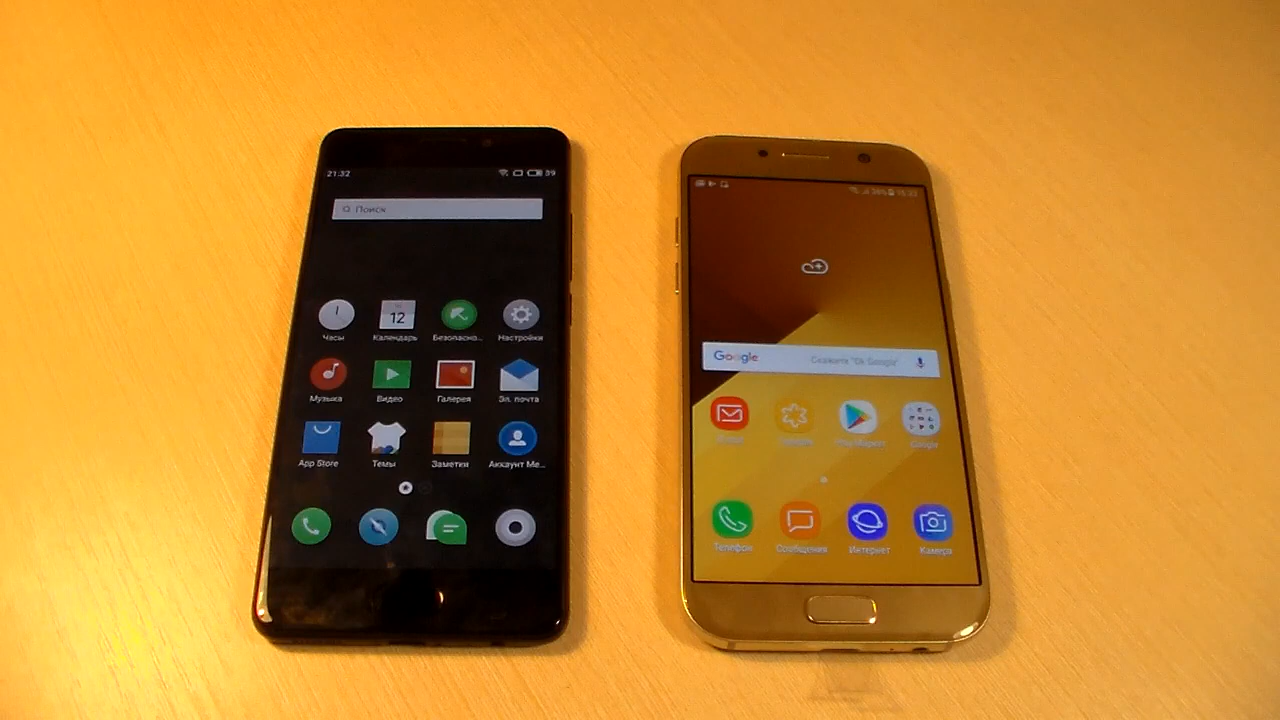 21:32
39
Поиск
12
Часы
Календарь
Безопасно...
Настройки
Музыка
Видео
Галерея
Эл. почта
App Store
Темы
Заметки
Аккаунт Me...
Google
Скажите "Ok Google"
Play Маркет
Google
Телефон
Сообщения
Интернет
Камера